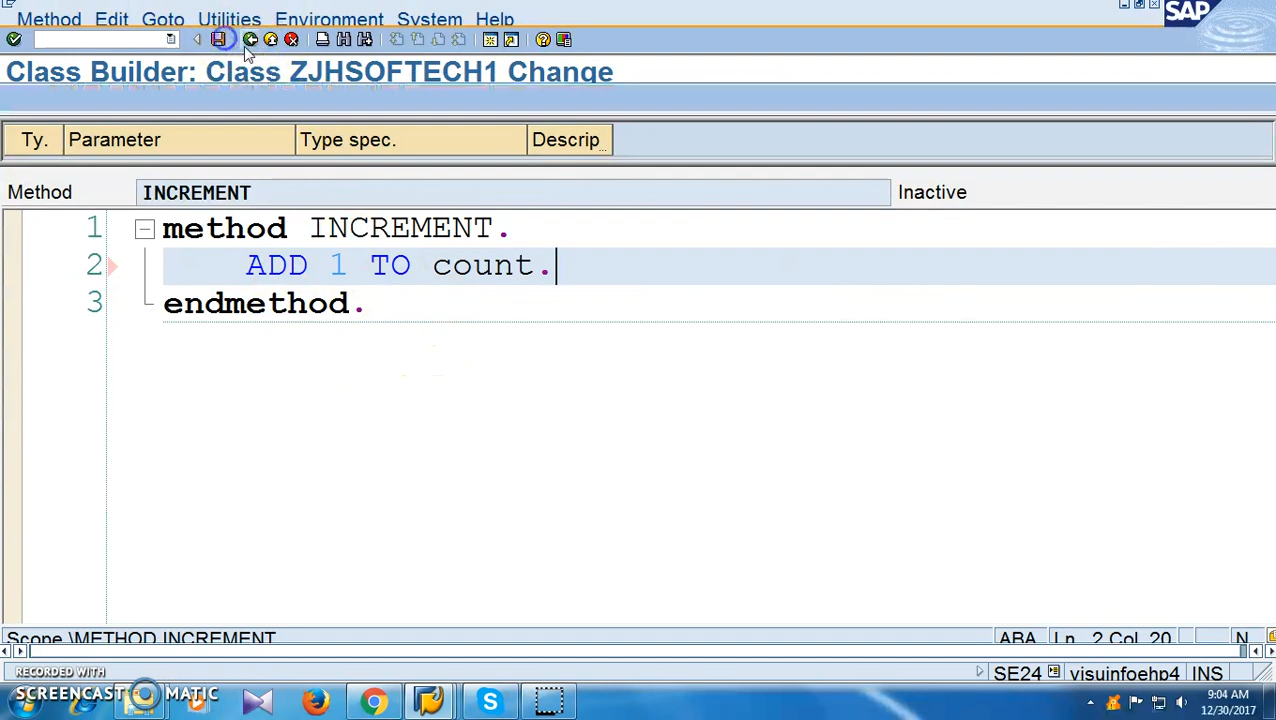 Method Edit Goto Utilities Environment System Help
SAP
Class Builder: Class ZJHSOFTECH1 Change
Ty. Parameter Type spec. Descrip...
Method INCREMENT Inactive
1 method INCREMENT.
2 ADD 1 TO count.
3 endmethod.
Scope \METHOD INCREMENT ABA Ln 2 Col 20 N
RECORDED WITH
SCREENCAST MATIC
SE24 visuinfoehp4 INS
9:04 AM
12/30/2017